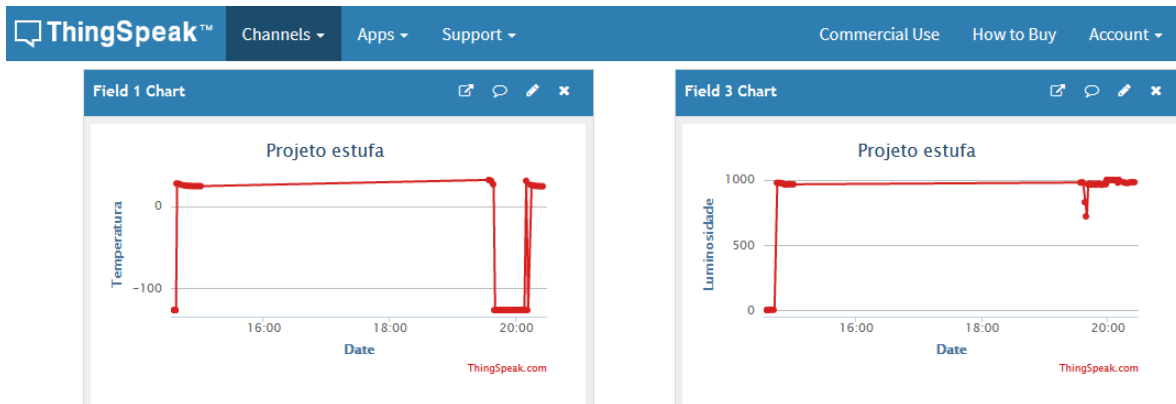 ThingSpeak™ Channels Apps Support Commercial Use How to Buy Account
Field 1 Chart
Projeto estufa
Temperatura
0
-100
16:00 18:00 20:00
Date
ThingSpeak.com
Field 3 Chart
Projeto estufa
Luminosidade
1000
500
0
16:00 18:00 20:00
Date
ThingSpeak.com